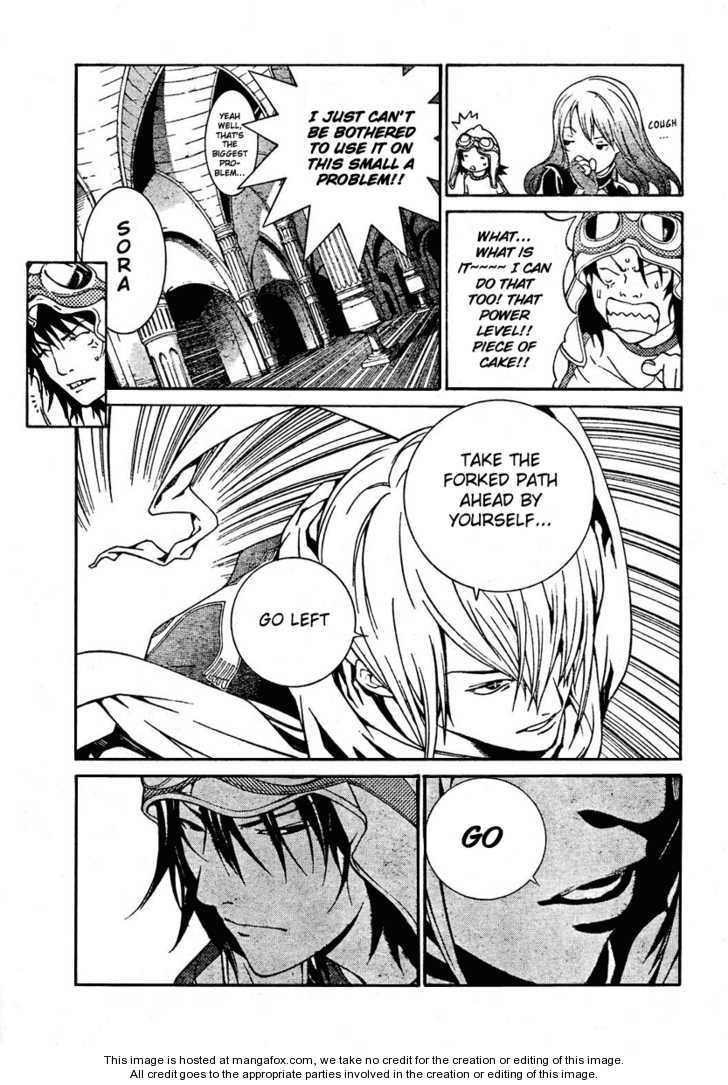 COUGH
...
WHAT...
WHAT IS
IT~~~~ I CAN
DO THAT
TOO! THAT
POWER
LEVEL!!
PIECE OF
CAKE!!
I JUST CAN'T
BE BOTHERED
TO USE IT ON
THIS SMALL A
PROBLEM!!
YEAH
WELL,
THAT'S
THE
BIGGEST
PRO-
BLEM...
SORA
TAKE THE
FORKED PATH
AHEAD BY
YOURSELF...
GO LEFT
GO
This image is hosted at mangafox.com, we take no credit for the creation or editing of this image.
All credit goes to the appropriate parties involved in the creation or editing of this image.